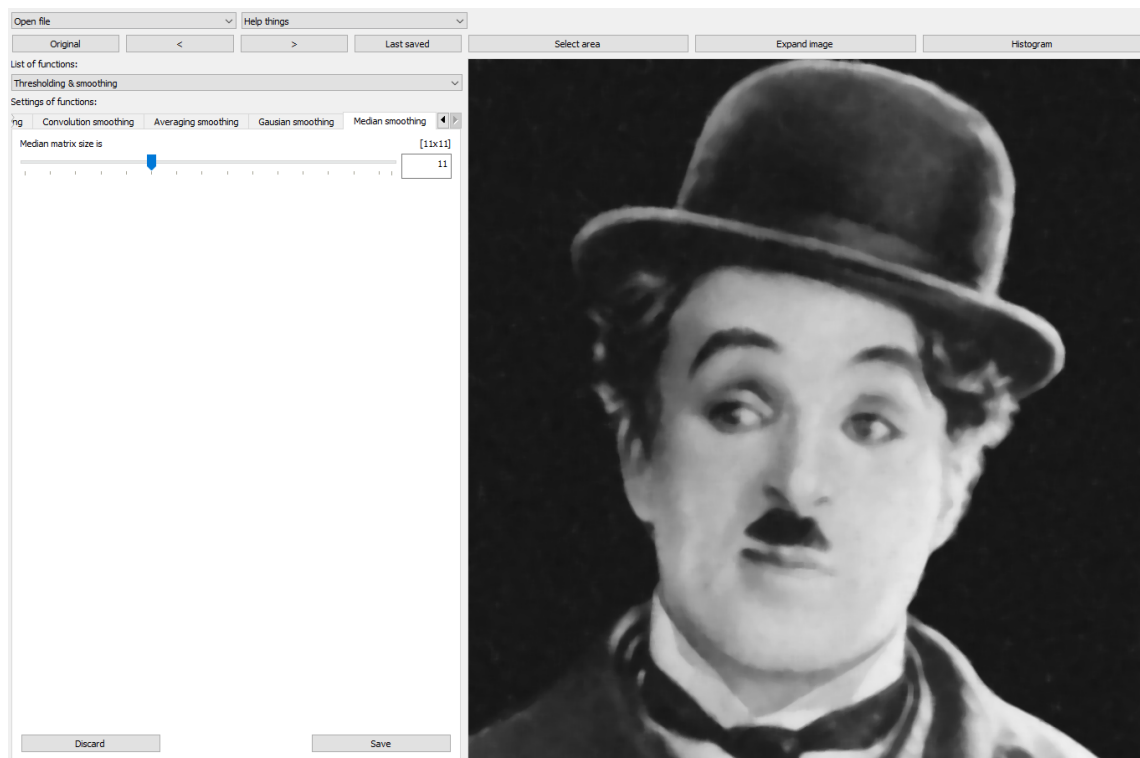 Open file Help things
Original < > Last saved Select area Expand image Histogram
List of functions:
Thresholding & smoothing
Settings of functions:
ng Convolution smoothing Averaging smoothing Gausian smoothing Median smoothing
Median matrix size is [11x11]
11
Discard Save